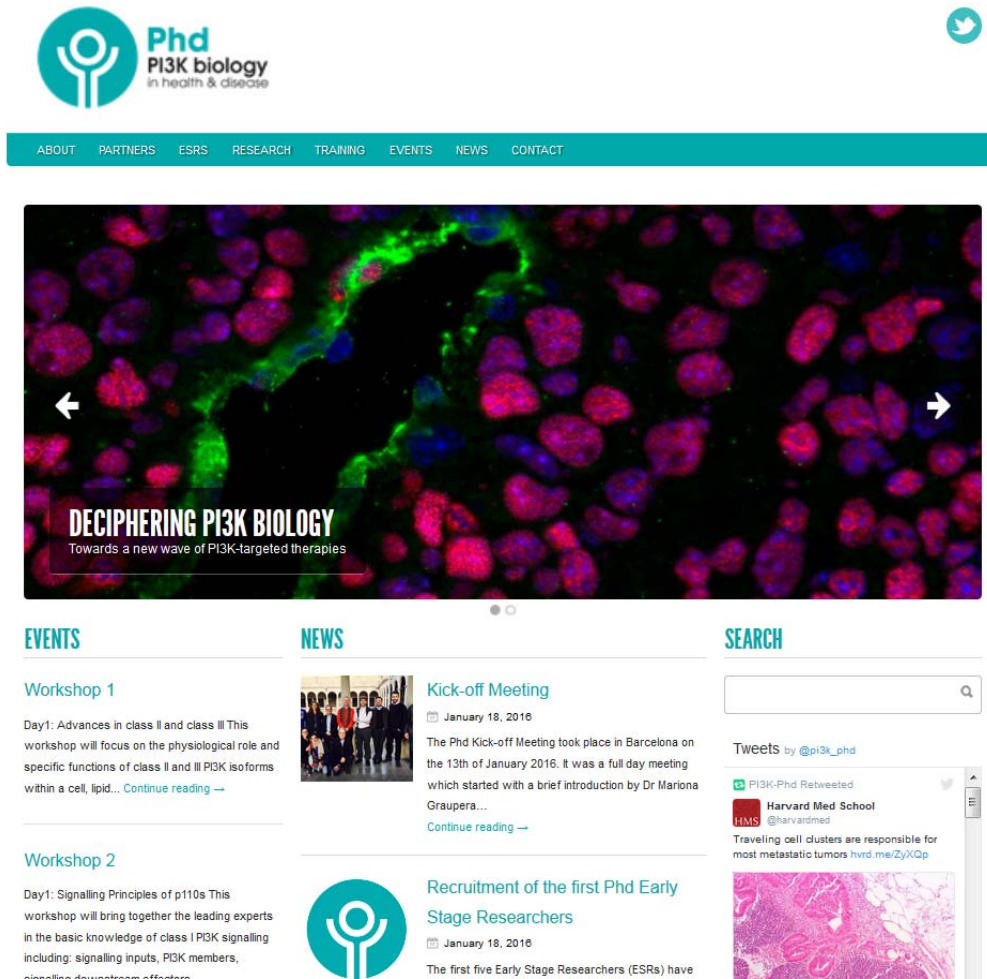 Phd
PI3K biology
in health & disease
ABOUT PARTNERS ESRS RESEARCH TRAINING EVENTS NEWS CONTACT
DECIPHERING PI3K BIOLOGY
Towards a new wave of PI3K-targeted therapies
EVENTS
Workshop 1
Day1: Advances in class II and class III This
workshop will focus on the physiological role and
specific functions of class II and III PI3K isoforms
within a cell, lipid... Continue reading →
Workshop 2
Day1: Signalling Principles of p110s This
workshop will bring together the leading experts
in the basic knowledge of class I PI3K signalling
including: signalling inputs, PI3K members,
signalling downstream effectors
NEWS
Kick-off Meeting
January 18, 2016
The Phd Kick-off Meeting took place in Barcelona on
the 13th of January 2016. It was a full day meeting
which started with a brief introduction by Dr Mariona
Graupera...
Continue reading →
Recruitment of the first Phd Early
Stage Researchers
January 18, 2016
The first five Early Stage Researchers (ESRs) have
SEARCH
Tweets by @pi3k_phd
PI3K-Phd Retweeted
HMS
Harvard Med School
@harvardmed
Traveling cell clusters are responsible for
most metastatic tumors hvrd.me/ZyXQp